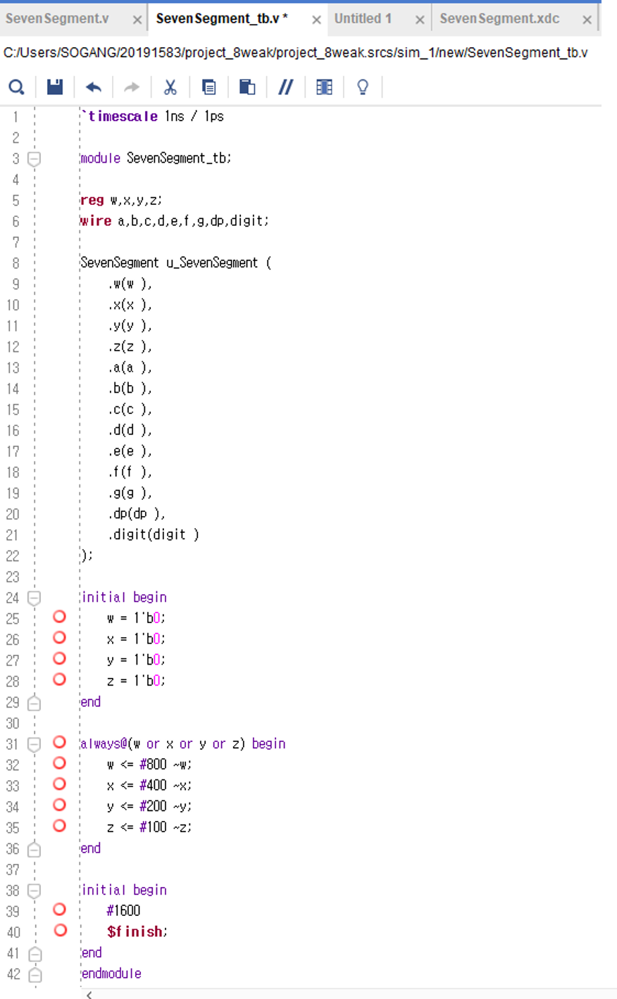 SevenSegment.v × SevenSegment_tb.v * × Untitled 1 × SevenSegment.xdc ×
C:/Users/SOGANG/20191583/project_8weak/project_8weak.srcs/sim_1/new/SevenSegment_tb.v
1 `timescale 1ns / 1ps
2
3 module SevenSegment_tb;
4
5 reg w,x,y,z;
6 wire a,b,c,d,e,f,g,dp,digit;
7
8 SevenSegment u_SevenSegment (
9 .w(w ),
10 .x(x ),
11 .y(y ),
12 .z(z ),
13 .a(a ),
14 .b(b ),
15 .c(c ),
16 .d(d ),
17 .e(e ),
18 .f(f ),
19 .g(g ),
20 .dp(dp ),
21 .digit(digit )
22 );
23
24 initial begin
25 w = 1'b0;
26 x = 1'b0;
27 y = 1'b0;
28 z = 1'b0;
29 end
30
31 always@(w or x or y or z) begin
32 w <= #800 ~w;
33 x <= #400 ~x;
34 y <= #200 ~y;
35 z <= #100 ~z;
36 end
37
38 initial begin
39 #1600
40 $finish;
41 end
42 endmodule